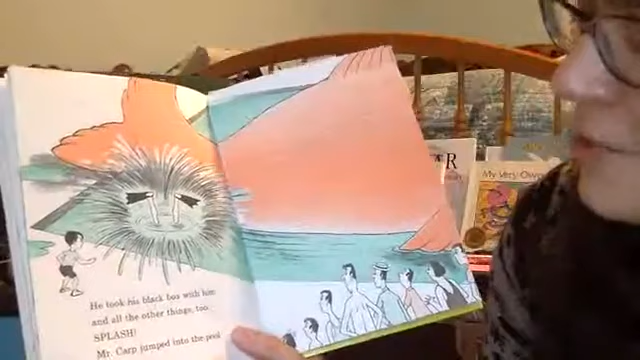 He took his black box with him
and all the other things, too.
SPLASH!
Mr. Carp jumped into the pool
My Very Own